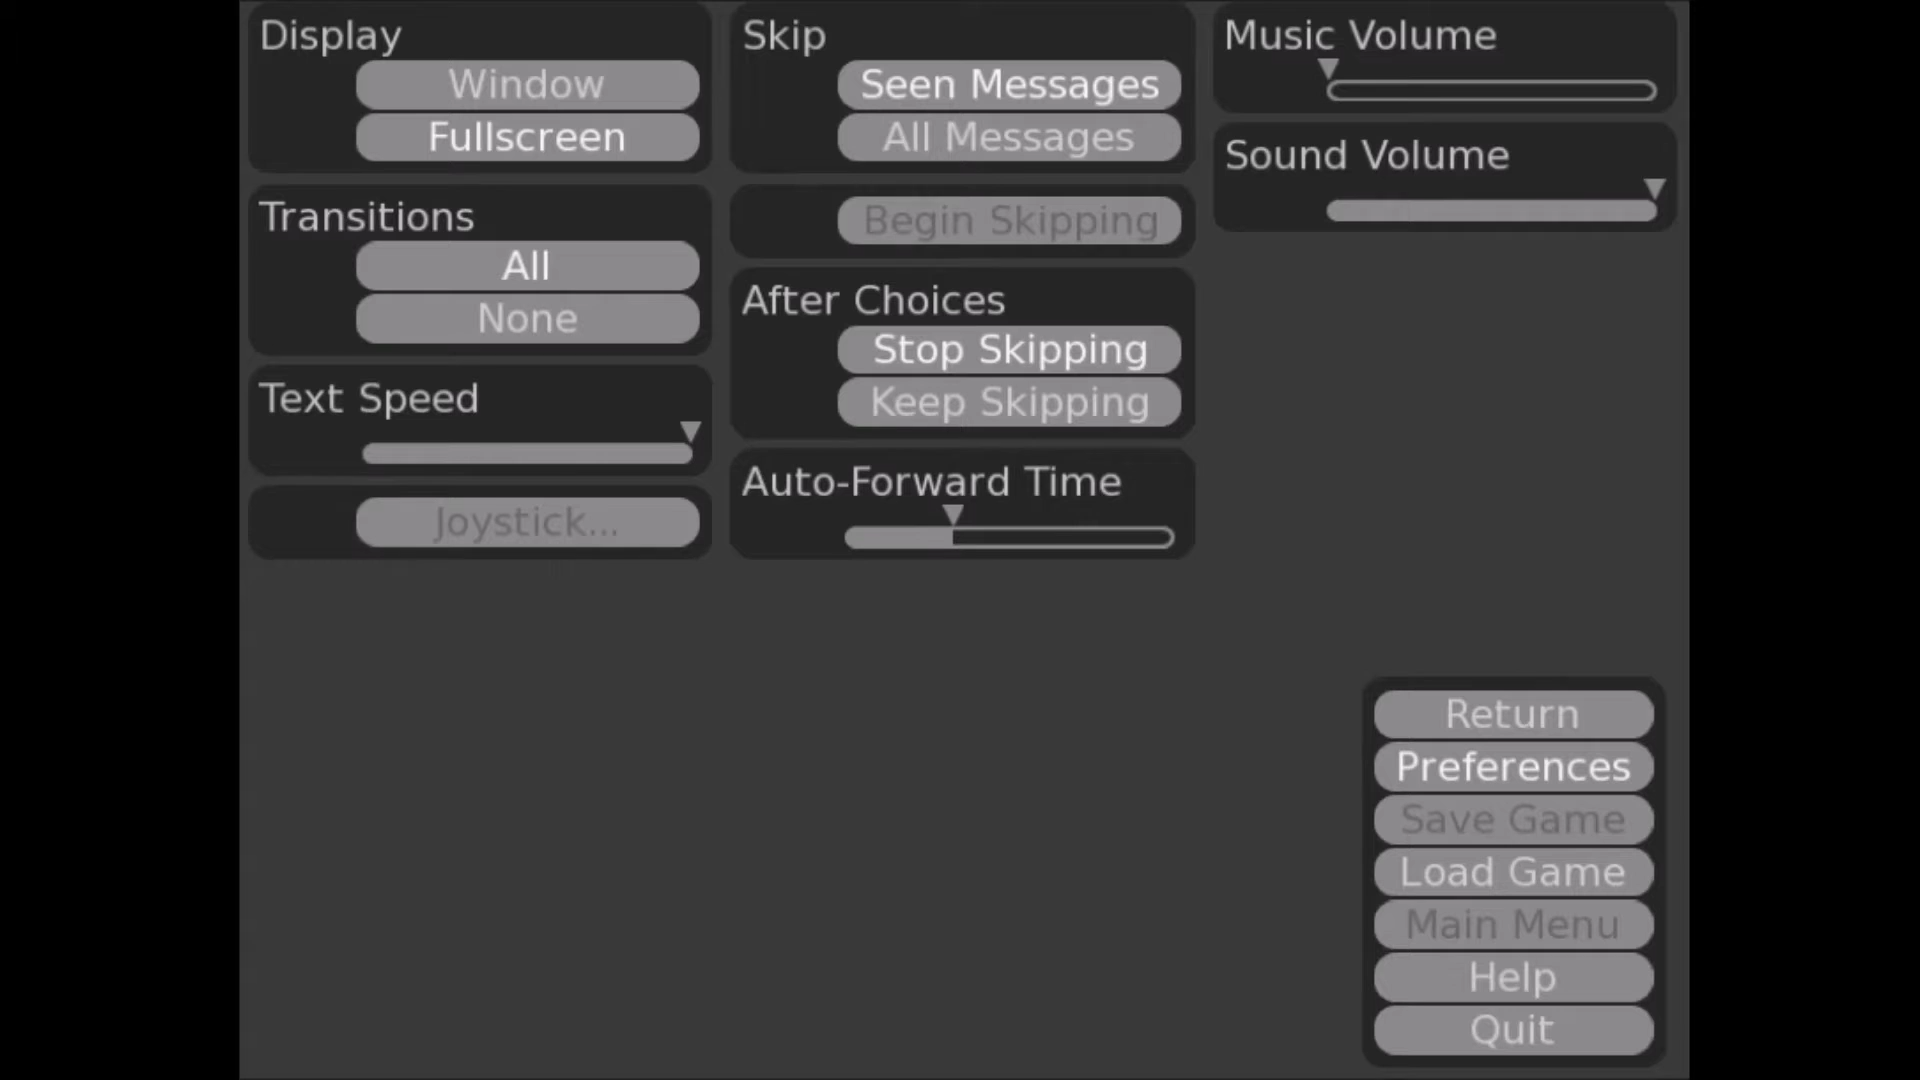 Display
Window
Fullscreen
Transitions
All
None
Text Speed
Joystick...
Skip
Seen Messages
All Messages
Begin Skipping
After Choices
Stop Skipping
Keep Skipping
Auto-Forward Time
Music Volume
Sound Volume
Return
Preferences
Save Game
Load Game
Main Menu
Help
Quit